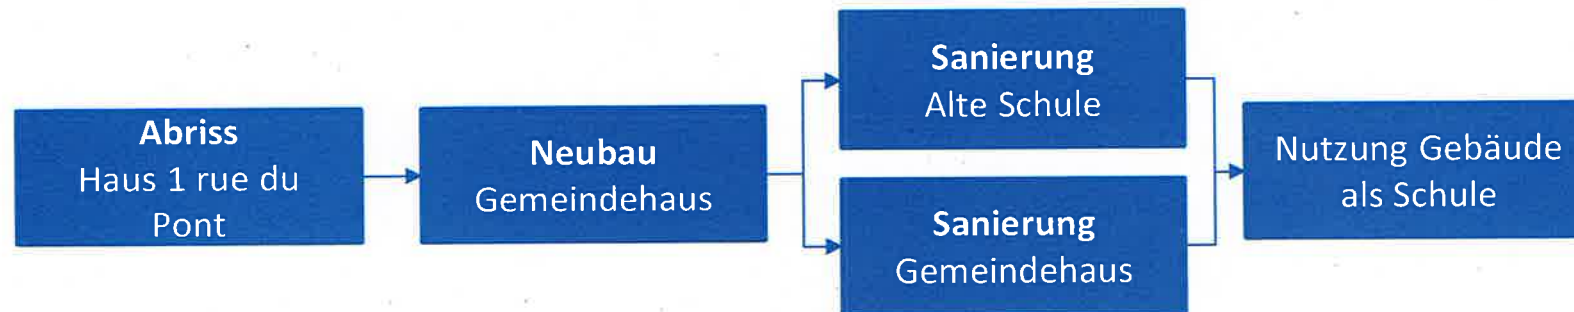 Abriss
Haus 1 rue du
Pont
Neubau
Gemeindehaus
Sanierung
Alte Schule
Sanierung
Gemeindehaus
Nutzung Gebäude
als Schule